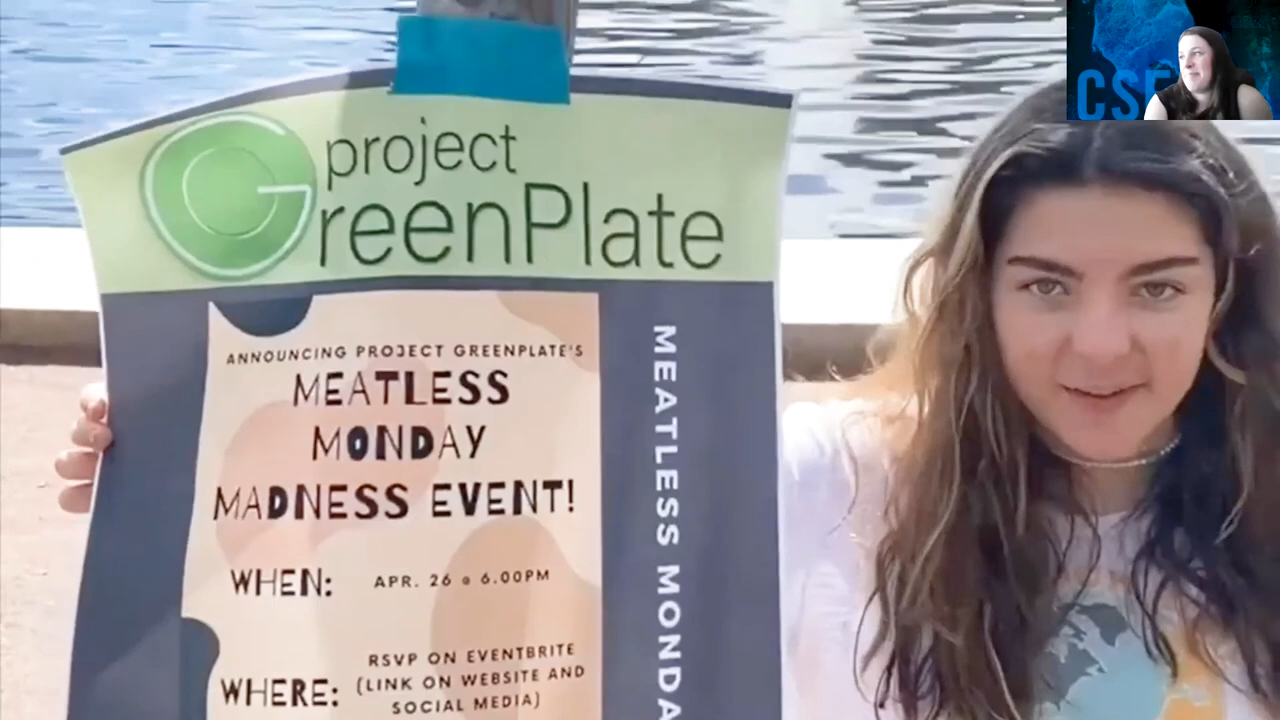 project
GreenPlate
ANNOUNCING PROJECT GREENPLATE'S
MEATLESS
MONDAY
MADNESS EVENT!
WHEN: APR. 26 @ 6.00PM
WHERE: RSVP ON EVENTBRITE
(LINK ON WEBSITE AND
SOCIAL MEDIA)
MEATLESS MONDA
CSE